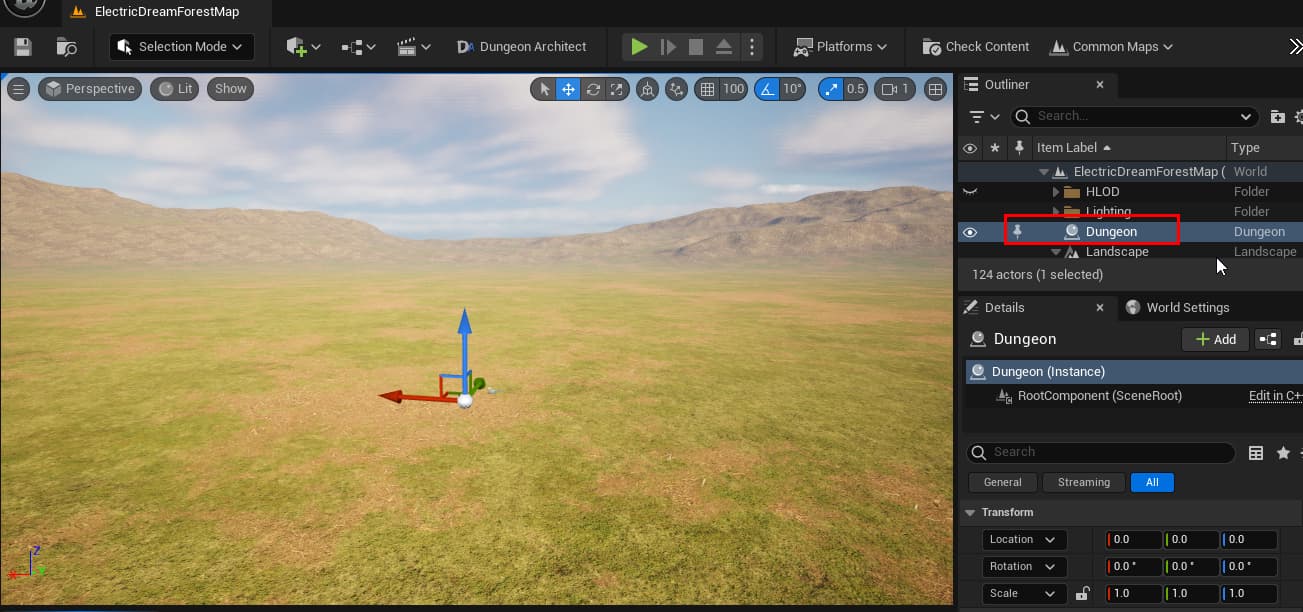 ElectricDreamForestMap
Selection Mode
Dungeon Architect
Platforms
Check Content
Common Maps
Perspective
Lit
Show
100
10°
0.5
1
Outliner
Search...
Item Label
Type
ElectricDreamForestMap ( World
HLOD Folder
Lighting Folder
Dungeon Dungeon
Landscape Landscape
124 actors (1 selected)
Details
World Settings
Dungeon
Add
Dungeon (Instance)
RootComponent (SceneRoot) Edit in C++
Search
General
Streaming
All
Transform
Location 0.0 0.0 0.0
Rotation 0.0 ° 0.0 ° 0.0 °
Scale 1.0 1.0 1.0
Z